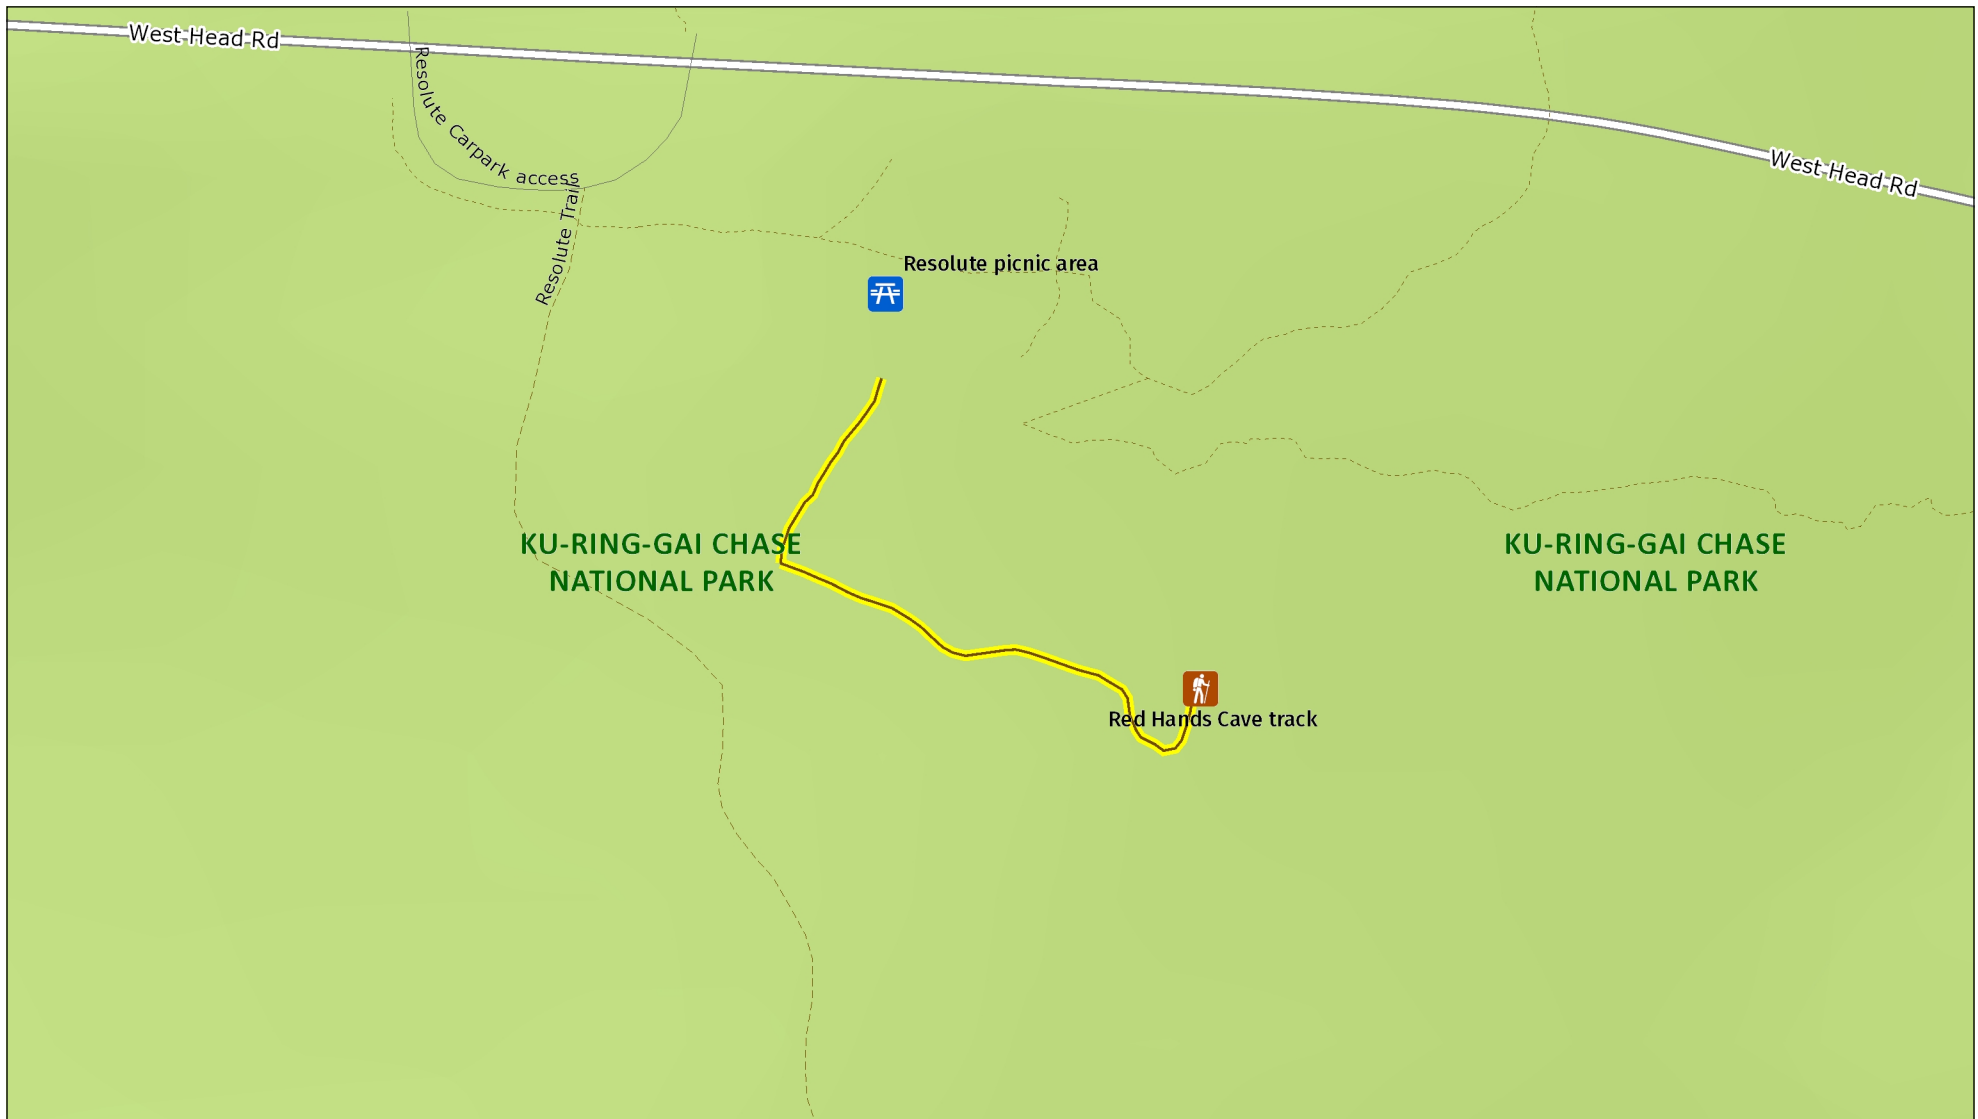 West Head Rd
Resolute Carpark access
West Head Rd
Resolute Trail
Resolute picnic area
KU-RING-GAI CHASE
NATIONAL PARK
KU-RING-GAI CHASE
NATIONAL PARK
Red Hands Cave track